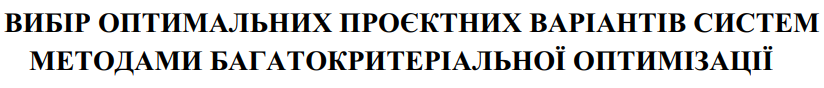 ВИБІР ОПТИМАЛЬНИХ ПРОЄКТНИХ ВАРІАНТІВ СИСТЕМ
МЕТОДАМИ БАГАТОКРИТЕРІАЛЬНОЇ ОПТИМІЗАЦІЇ